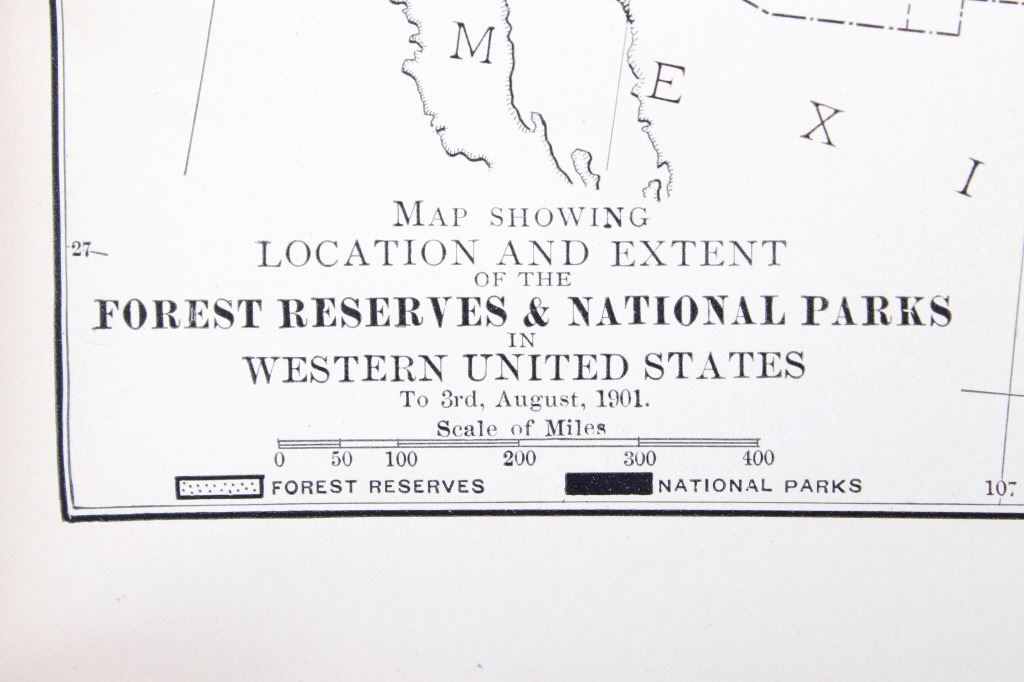 M E X I
27
MAP SHOWING
LOCATION AND EXTENT
OF THE
FOREST RESERVES & NATIONAL PARKS
IN
WESTERN UNITED STATES
To 3rd, August, 1901.
Scale of Miles
0 50 100 200 300 400
FOREST RESERVES NATIONAL PARKS
107